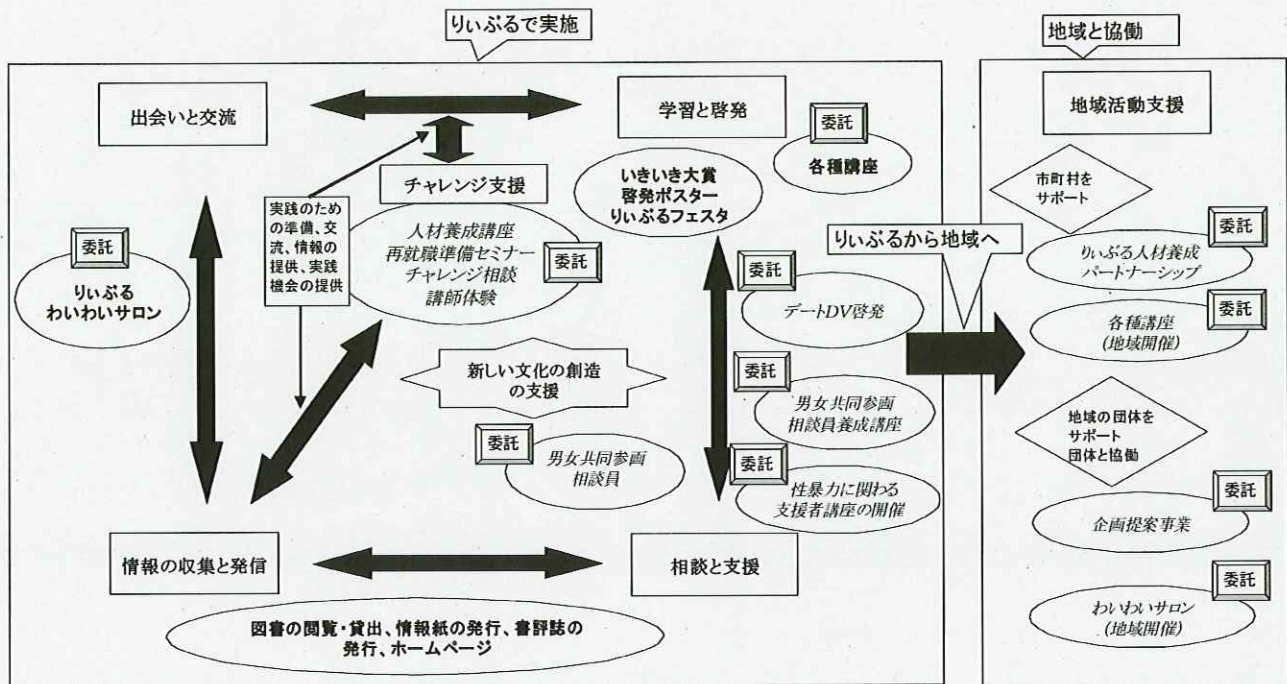 りぃぶるで実施
地域と協働
出会いと交流
学習と啓発
委託
各種講座
いきいき大賞
啓発ポスター
りぃぶるフェスタ
チャレンジ支援
人材養成講座
再就職準備セミナー
チャレンジ相談
講師体験
委託
実践のため
の準備、交
流、情報の
提供、実践
機会の提供
委託
りぃぶる
わいわいサロン
新しい文化の創造
の支援
委託
男女共同参画
相談員
委託
デートDV啓発
委託
男女共同参画
相談員養成講座
委託
性暴力に関わる
支援者講座の開催
情報の収集と発信
相談と支援
図書の閲覧・貸出、情報紙の発行、書評誌の
発行、ホームページ
りぃぶるから地域へ
地域活動支援
市町村を
サポート
委託
りぃぶる人材養成
パートナーシップ
委託
各種講座
(地域開催)
地域の団体を
サポート
団体と協働
委託
企画提案事業
委託
わいわいサロン
(地域開催)